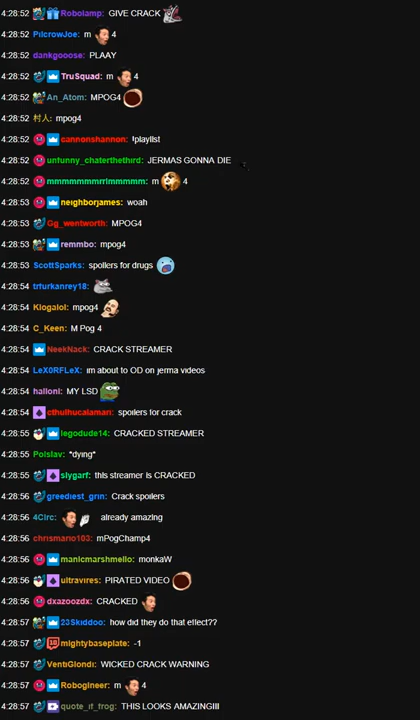 4:28:52 Robolamp: GIVE CRACK
4:28:52 PilcrowJoe: m 4
4:28:52 dankgooose: PLAAY
4:28:52 TruSquad: m 4
4:28:52 An_Atom: MPOG4
4:28:52 村人: mpog4
4:28:52 cannonshannon: !playlist
4:28:52 unfunny_chaterthethird: JERMAS GONNA DIE
4:28:52 mmmmmmmrrimmmmm: m 4
4:28:53 neighborjames: woah
4:28:53 Gg_wentworth: MPOG4
4:28:53 remmbo: mpog4
4:28:53 ScottSparks: spoilers for drugs
4:28:54 trfurkanrey18:
4:28:54 Klogalol: mpog4
4:28:54 C_Keen: M Pog 4
4:28:54 NeekNack: CRACK STREAMER
4:28:54 LeX0RFLeX: im about to OD on jerma videos
4:28:54 halloni: MY LSD
4:28:54 cthulhucalamari: spoilers for crack
4:28:55 legodude14: CRACKED STREAMER
4:28:55 Polslav: *dying*
4:28:55 slygarf: this streamer is CRACKED
4:28:56 greediest_grin: Crack spoilers
4:28:56 4Circ: already amazing
4:28:56 chrismario103: mPogChamp4
4:28:56 manicmarshmello: monkaW
4:28:56 ultravires: PIRATED VIDEO
4:28:56 dxazoozdx: CRACKED
4:28:57 23Skiddoo: how did they do that effect??
4:28:57 mightybaseplate: -1
4:28:57 VentiGlondi: WICKED CRACK WARNING
4:28:57 Robogineer: m 4
4:28:57 quote_it_frog: THIS LOOKS AMAZING!!!